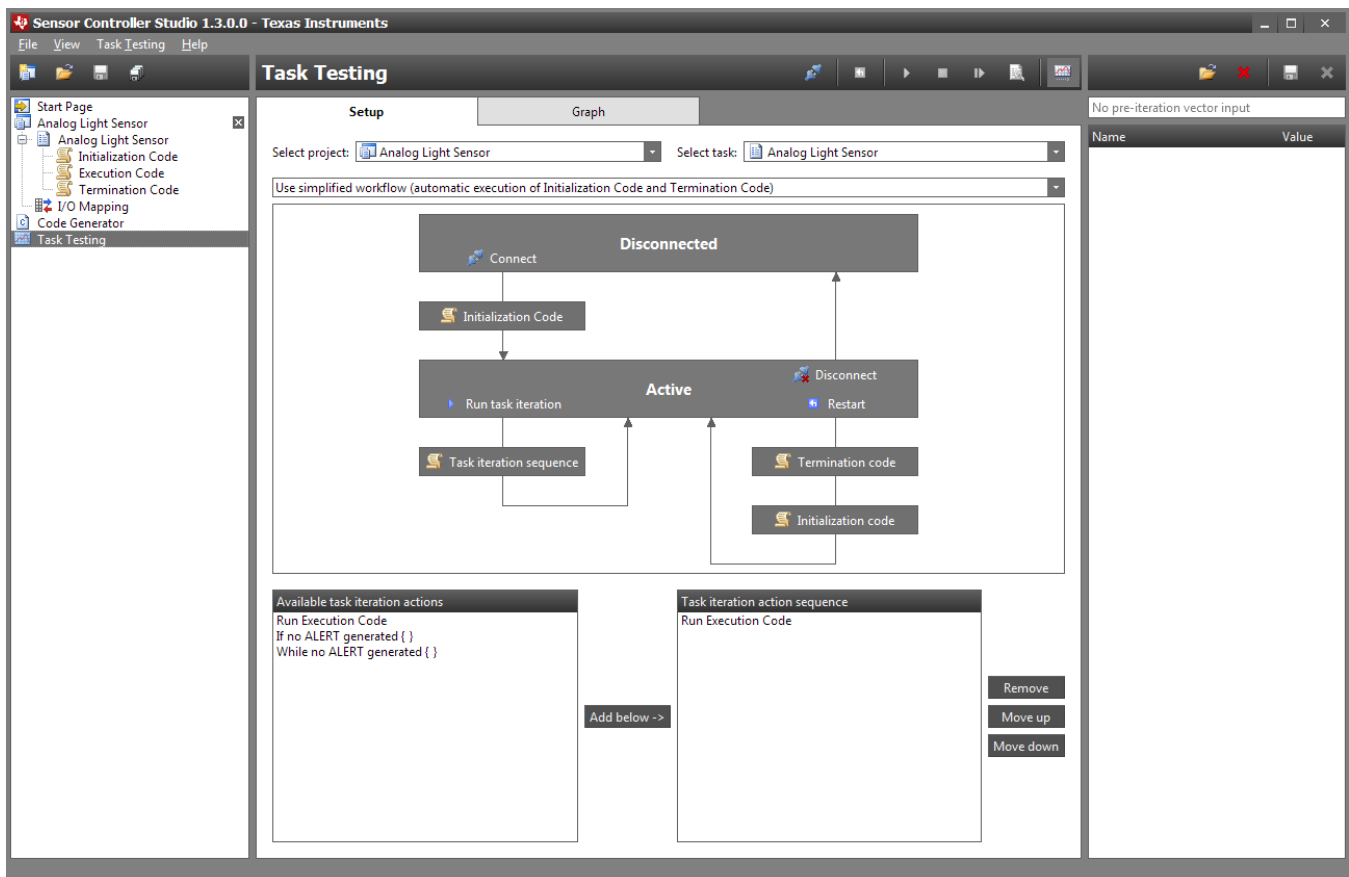 Sensor Controller Studio 1.3.0.0 - Texas Instruments
File View Task Testing Help
Task Testing
Start Page
Analog Light Sensor
Analog Light Sensor
Initialization Code
Execution Code
Termination Code
I/O Mapping
Code Generator
Task Testing
Setup Graph
Select project: Analog Light Sensor Select task: Analog Light Sensor
Use simplified workflow (automatic execution of Initialization Code and Termination Code)
Disconnected
Connect
Initialization Code
Disconnect
Active
Run task iteration Restart
Task iteration sequence Termination code
Initialization code
Available task iteration actions
Run Execution Code
If no ALERT generated { }
While no ALERT generated { }
Add below ->
Task iteration action sequence
Run Execution Code
Remove
Move up
Move down
No pre-iteration vector input
Name Value